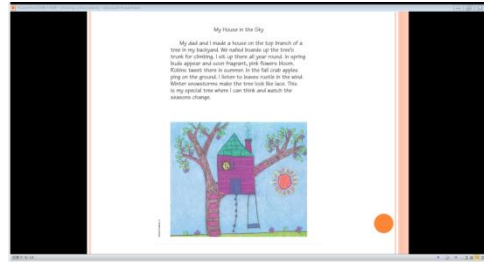 My House in the Sky
My dad and I made a house on the top branch of a
tree in my backyard. We nailed boards up the tree's
trunk for climbing. I sit up there all year round. In spring
buds appear and soon fragrant, pink flowers bloom.
Robins tweet there in summer. In the fall crab apples
ping on the ground. I listen to leaves rustle in the wind.
Winter snowstorms make the tree look like lace. This
is my special tree where I can think and watch the
seasons change.